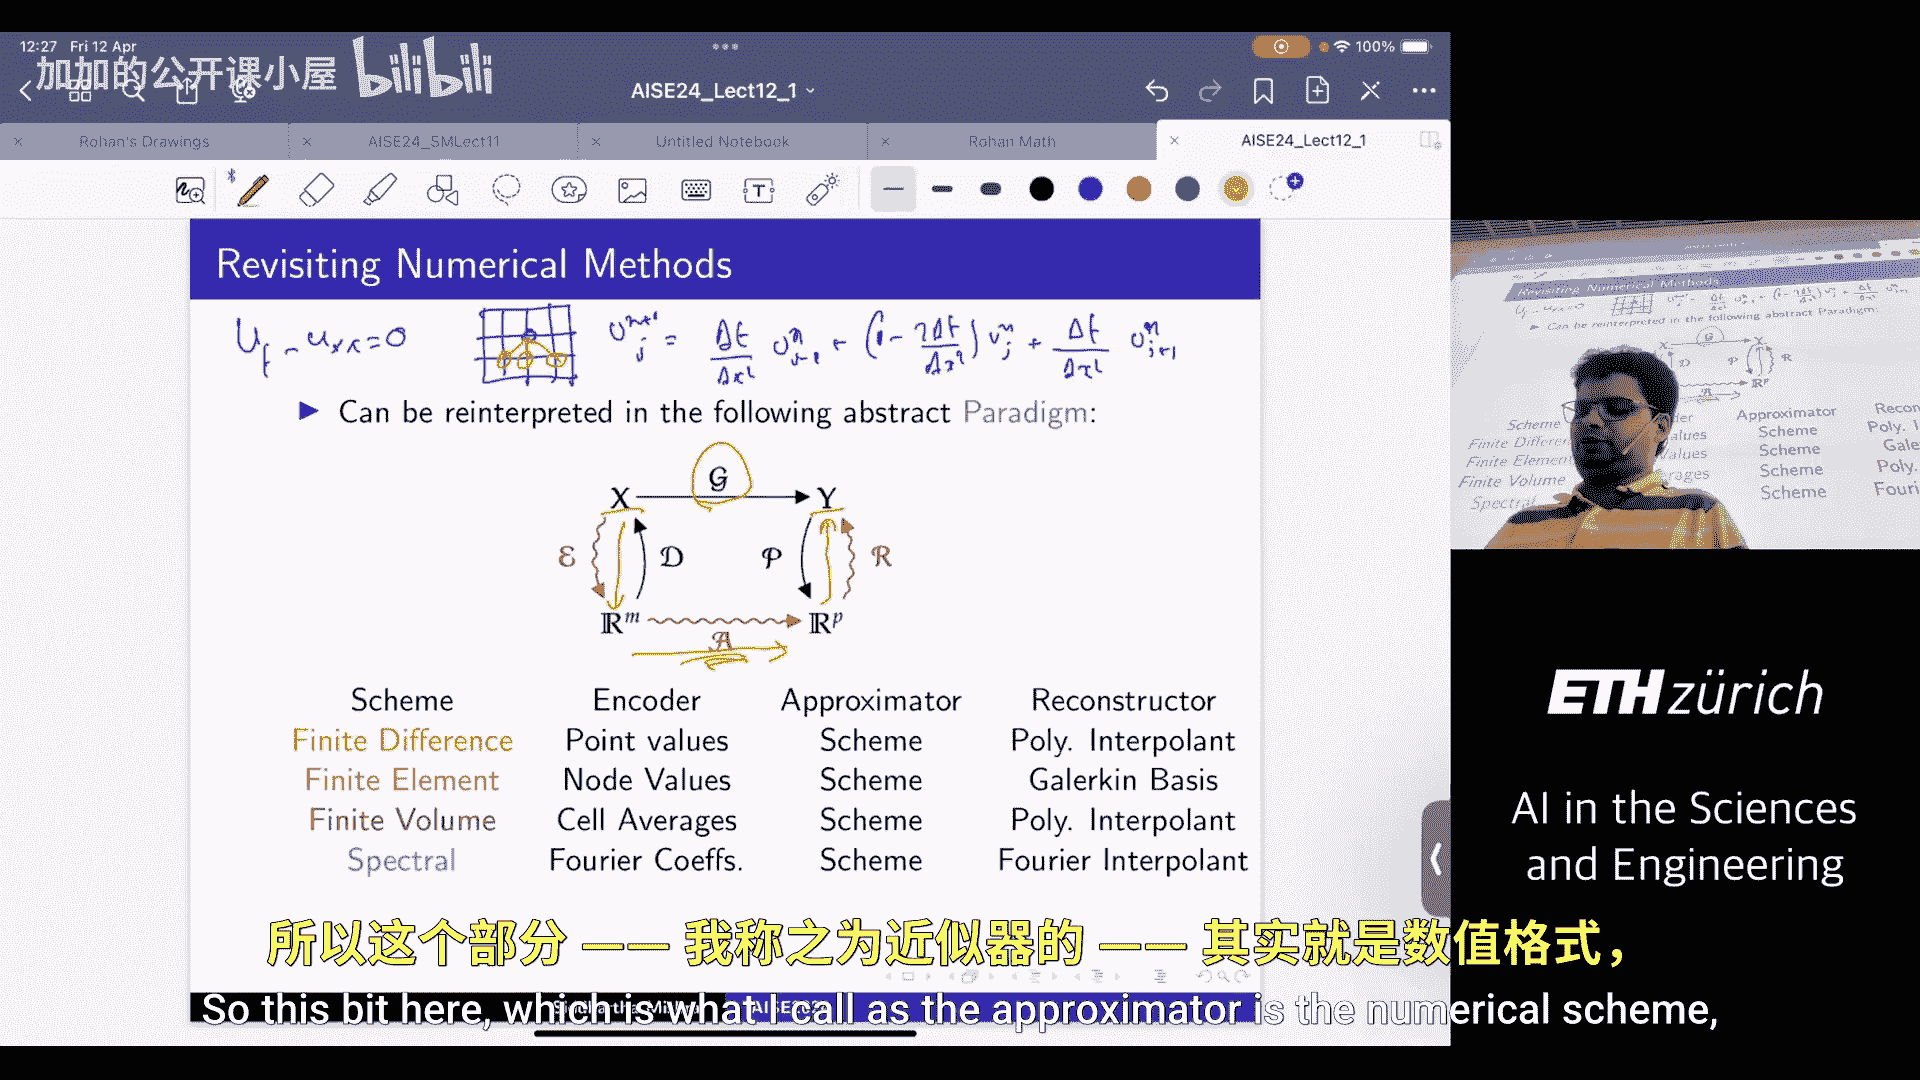 12:27 Fri 12 Apr
100%
加加的公开课小屋 bilibili
AISE24_Lect12_1
Rohan's Drawings
AISE24_SMLect11
Untitled Notebook
Rohan Math
AISE24_Lect12_1
Revisiting Numerical Methods
Can be reinterpreted in the following abstract Paradigm:
X 𝒢 Y
ℰ 𝒟 𝒫 ℛ
ℝᵐ 𝒜 ℝᵖ
Scheme Encoder Approximator Reconstructor
Finite Difference Point values Scheme Poly. Interpolant
Finite Element Node Values Scheme Galerkin Basis
Finite Volume Cell Averages Scheme Poly. Interpolant
Spectral Fourier Coeffs. Scheme Fourier Interpolant
ETH zürich
AI in the Sciences
and Engineering
所以这个部分 —— 我称之为近似器的 —— 其实就是数值格式，
So this bit here, which is what I call as the approximator is the numerical scheme,